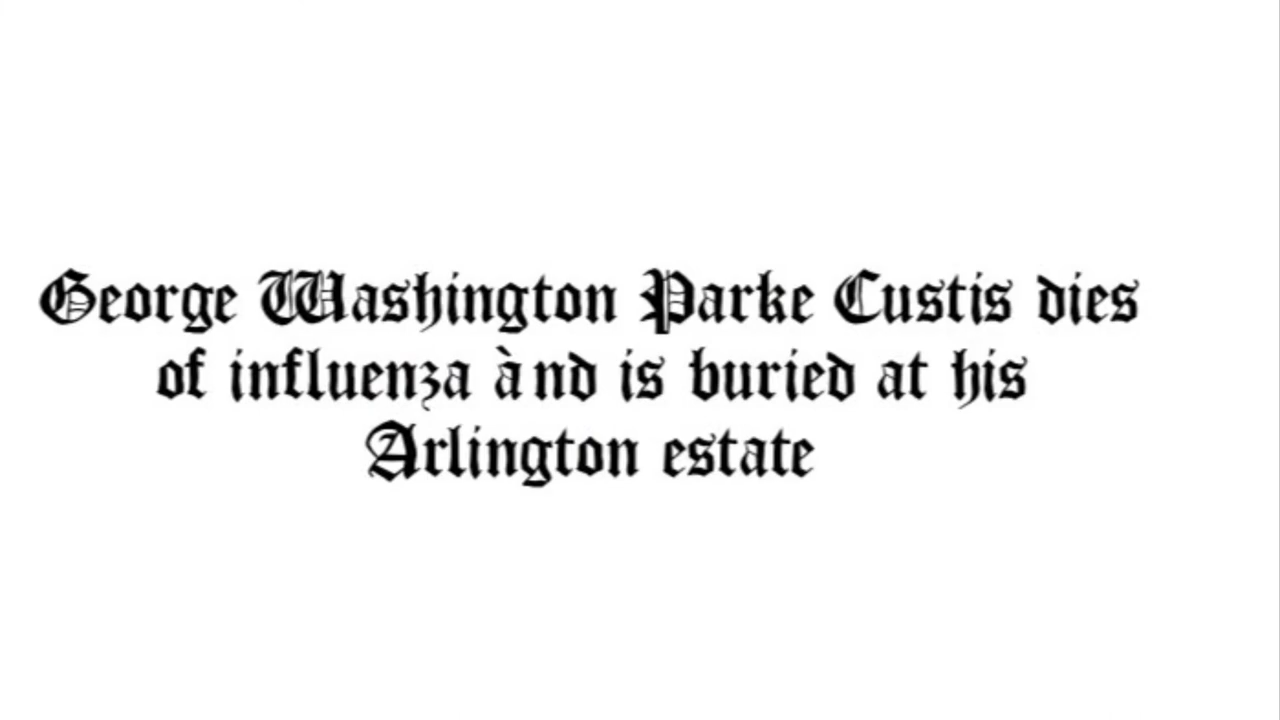 George Washington Parke Custis dies
of influenza ànd is buried at his
Arlington estate